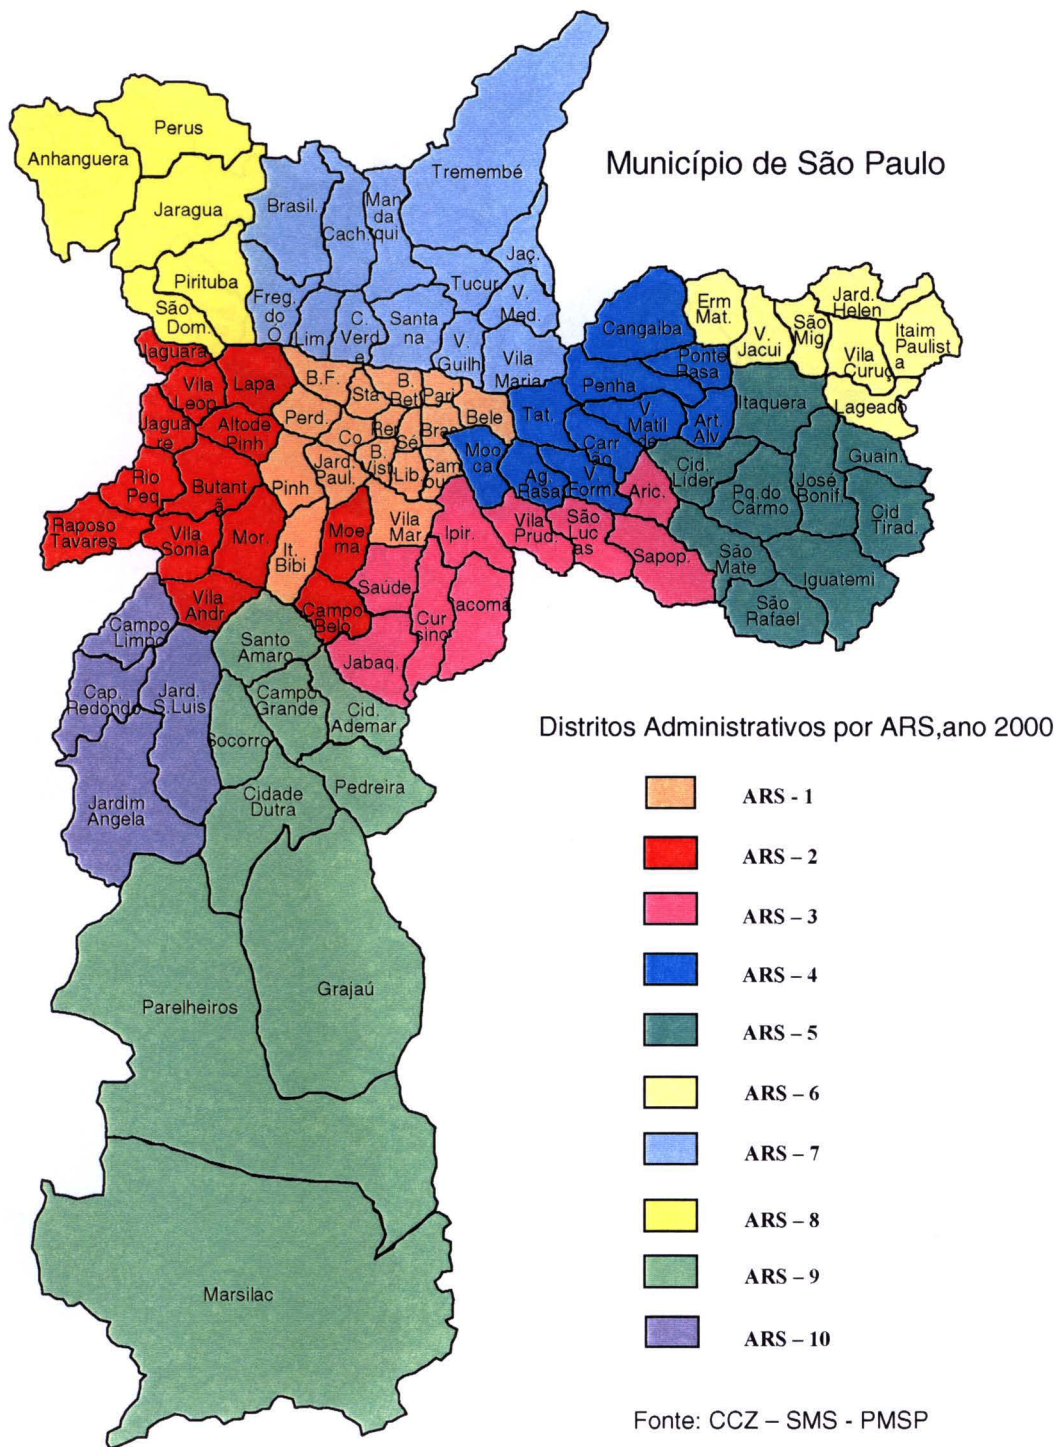 Município de São Paulo
Perus
Anhanguera
Jaragua
Pirituba
São
Dom.
Tremembé
Brasil.
Cach.
Man
da
qui
Jaç.
Tucur.
V.
Med.
Freg.
do
Ó
Lim.
C.
Verd
e
Santa
na
V.
Guilh
Vila
Maria
Cangaiba
Ponte
Rasa
Penha
Tat.
V.
Matil
de
Art.
Alv
Carr
ão
Moo
ca
Ag.
Rasa
V.
Form.
Erm
Mat.
V.
Jacui
São
Mig.
Jard.
Helen
Vila
Curuç
Itaim
Paulist
a
Lageado
Jaguara
Vila
Leop
Lapa
Jagua
re
Altode
Pinh
Rio
Peq.
Butant
ã
Raposo
Tavares
Vila
Sonia
Mor.
Vila
Andr.
Moe
ma
Campo
Belo
B.F.
Sta
B.
Ret
Pari
Bele
Perd.
Co
Rep
Sé
Bras
Jard.
Paul.
B.
Vist
Lib.
Cam
bu
Pinh
It.
Bibi
Vila
Mar.
Ipir.
Vila
Prud.
São
Luc
as
Aric.
Sapop.
Saúde
Cur
sino
acomã
Jabaq.
Itaquera
Cid.
Lider
Pq.do
Carmo
José
Bonif.
Guain.
Cid
Tirad.
São
Mate
Iguatemi
São
Rafael
Campo
Limpo
Cap.
Redondo
Jard.
S.Luis
Jardim
Angela
Santo
Amaro
Campo
Grande
Cid.
Ademar
Socorro
Cidade
Dutra
Pedreira
Grajaú
Parelheiros
Marsilac
Distritos Administrativos por ARS,ano 2000
ARS - 1
ARS – 2
ARS – 3
ARS – 4
ARS – 5
ARS – 6
ARS – 7
ARS – 8
ARS – 9
ARS – 10
Fonte: CCZ – SMS - PMSP